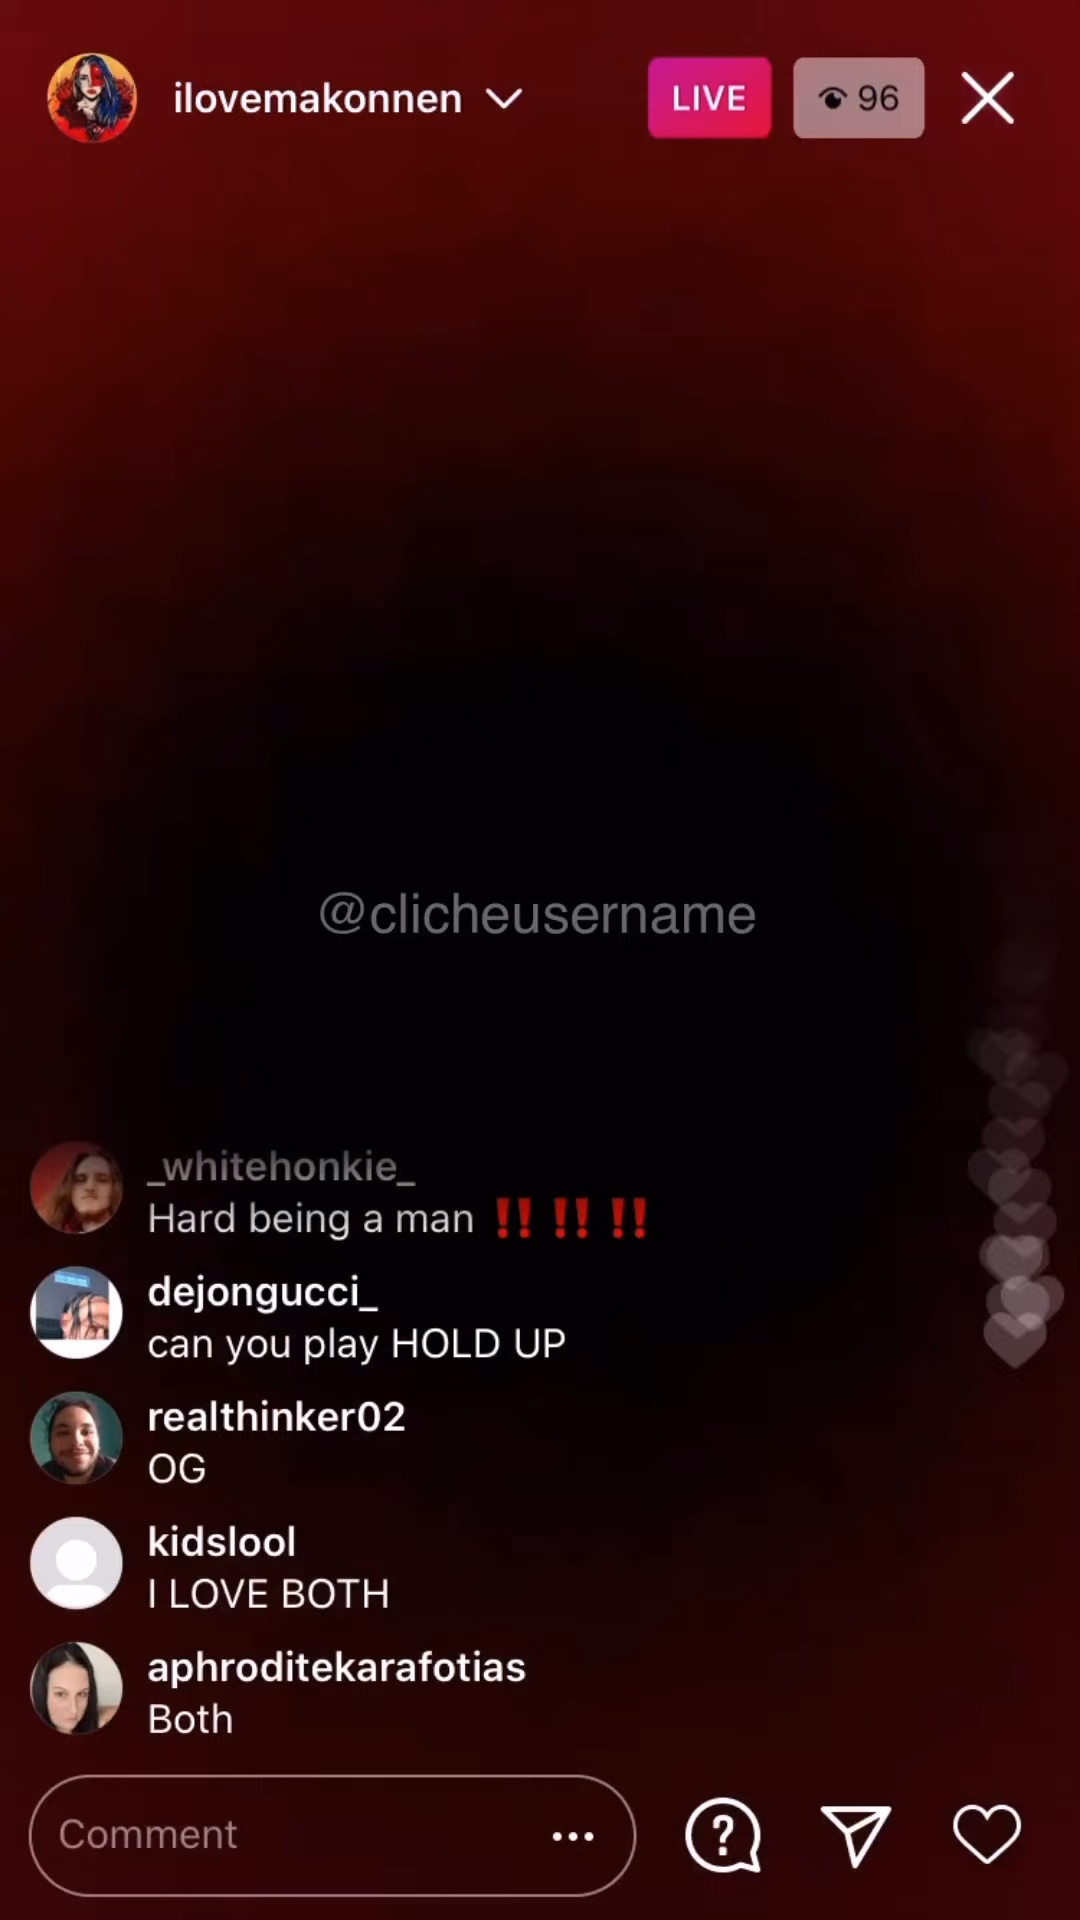 ilovemakonnen
LIVE
96
@clicheusername
_whitehonkie_
Hard being a man ‼️ ‼️ ‼️
dejongucci_
can you play HOLD UP
realthinker02
OG
kidslool
I LOVE BOTH
aphroditekarafotias
Both
Comment